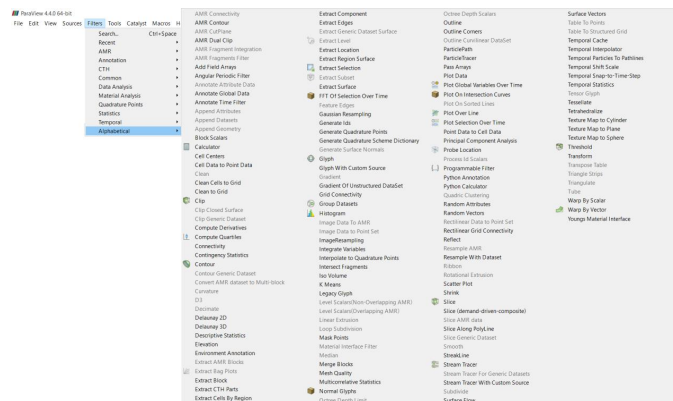 ParaView 4.4.0 64-bit
File Edit View Sources Filters Tools Catalyst Macros H
Search... Ctrl+Space
Recent
AMR
Annotation
CTH
Common
Data Analysis
Material Analysis
Quadrature Points
Statistics
Temporal
Alphabetical
AMR Connectivity
AMR Contour
AMR CutPlane
AMR Dual Clip
AMR Fragment Integration
AMR Fragments Filter
Add Field Arrays
Angular Periodic Filter
Annotate Attribute Data
Annotate Time Filter
Append Attributes
Append Datasets
Append Geometry
Block Scalars
Calculator
Cell Centers
Cell Data to Point Data
Clean
Clean Cells to Grid
Clean to Grid
Clip
Clip Closed Surface
Clip Generic Dataset
Compute Derivatives
Compute Quartiles
Connectivity
Contingency Statistics
Contour
Contour Generic Dataset
Convert AMR dataset to Multi-block
Curvature
D3
Decimate
Delaunay 2D
Delaunay 3D
Descriptive Statistics
Elevation
Environment Annotation
Extract AMR Blocks
Extract Bag Plots
Extract Block
Extract CTH Parts
Extract Cells By Region
Extract Component
Extract Edges
Extract Generic Dataset Surface
Extract Level
Extract Location
Extract Region Surface
Extract Selection
Extract Subset
Extract Surface
FFT Of Selection Over Time
Feature Edges
Gaussian Resampling
Generate Ids
Generate Quadrature Points
Generate Quadrature Scheme Dictionary
Generate Surface Normals
Glyph
Glyph With Custom Source
Gradient
Gradient Of Unstructured DataSet
Grid Connectivity
Group Datasets
Histogram
Image Data To AMR
Image Data to Point Set
ImageResampling
Integrate Variables
Interpolate to Quadrature Points
Intersect Fragments
Iso Volume
K Means
Legacy Glyph
Level Scalars(Non-Overlapping AMR)
Level Scalars(Overlapping AMR)
Linear Extrusion
Loop Subdivision
Mask Points
Material Interface Filter
Median
Merge Blocks
Mesh Quality
Multicorrelative Statistics
Normal Glyphs
Octree Depth Limit
Octree Depth Scalars
Outline
Outline Corners
Outline Curvilinear DataSet
ParticlePath
ParticleTracer
Pass Arrays
Plot Data
Plot Global Variables Over Time
Plot On Intersection Curves
Plot On Sorted Lines
Plot Over Line
Plot Selection Over Time
Point Data to Cell Data
Principal Component Analysis
Probe Location
Process Id Scalars
Programmable Filter
Python Annotation
Python Calculator
Quadric Clustering
Random Attributes
Random Vectors
Rectilinear Data to Point Set
Rectilinear Grid Connectivity
Reflect
Resample AMR
Resample With Dataset
Ribbon
Rotational Extrusion
Scatter Plot
Shrink
Slice
Slice (demand-driven-composite)
Slice AMR data
Slice Along PolyLine
Slice Generic Dataset
Smooth
StreakLine
Stream Tracer
Stream Tracer For Generic Datasets
Stream Tracer With Custom Source
Subdivide
Surface Flow
Surface Vectors
Table To Points
Table To Structured Grid
Temporal Cache
Temporal Interpolator
Temporal Particles To Pathlines
Temporal Shift Scale
Temporal Snap-to-Time-Step
Temporal Statistics
Tensor Glyph
Tessellate
Tetrahedralize
Texture Map to Cylinder
Texture Map to Plane
Texture Map to Sphere
Threshold
Transform
Transpose Table
Triangle Strips
Triangulate
Tube
Warp By Scalar
Warp By Vector
Youngs Material Interface